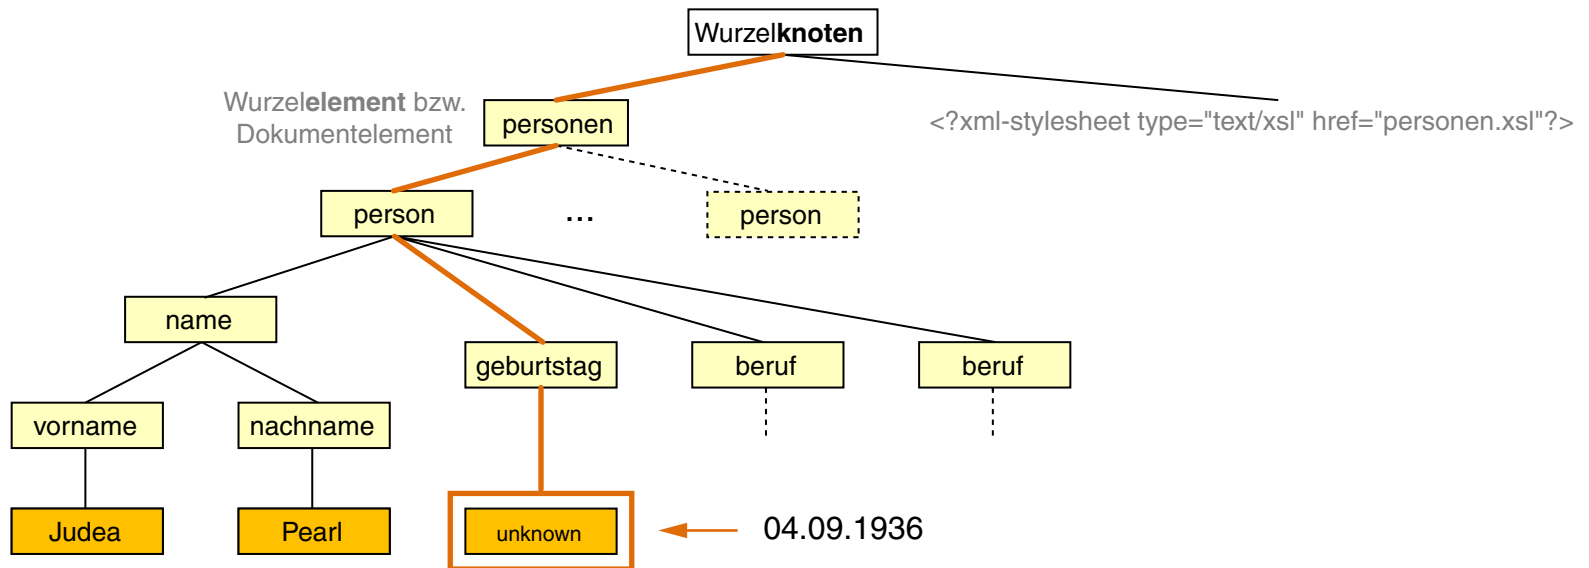 Wurzelknoten
Wurzelelement bzw.
Dokumentelement
personen
<?xml-stylesheet type="text/xsl" href="personen.xsl"?>
person
...
person
name
geburtstag
beruf
beruf
vorname
nachname
Judea
Pearl
unknown
04.09.1936